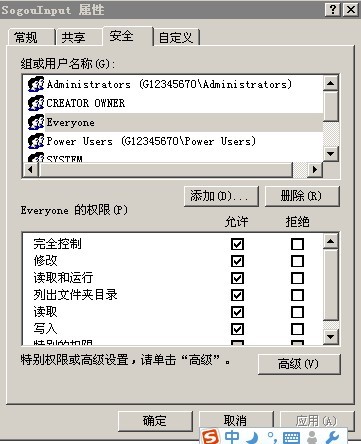 SogouInput 属性
常规 共享 安全 自定义
组或用户名称(G):
Administrators (G12345670\Administrators)
CREATOR OWNER
Everyone
Power Users (G12345670\Power Users)
SYSTEM
添加(D)... 删除(R)
Everyone 的权限(P) 允许 拒绝
完全控制
修改
读取和运行
列出文件夹目录
读取
写入
特别的权限
特别权限或高级设置，请单击“高级”。 高级(V)
确定 取消 应用(A)
S 中